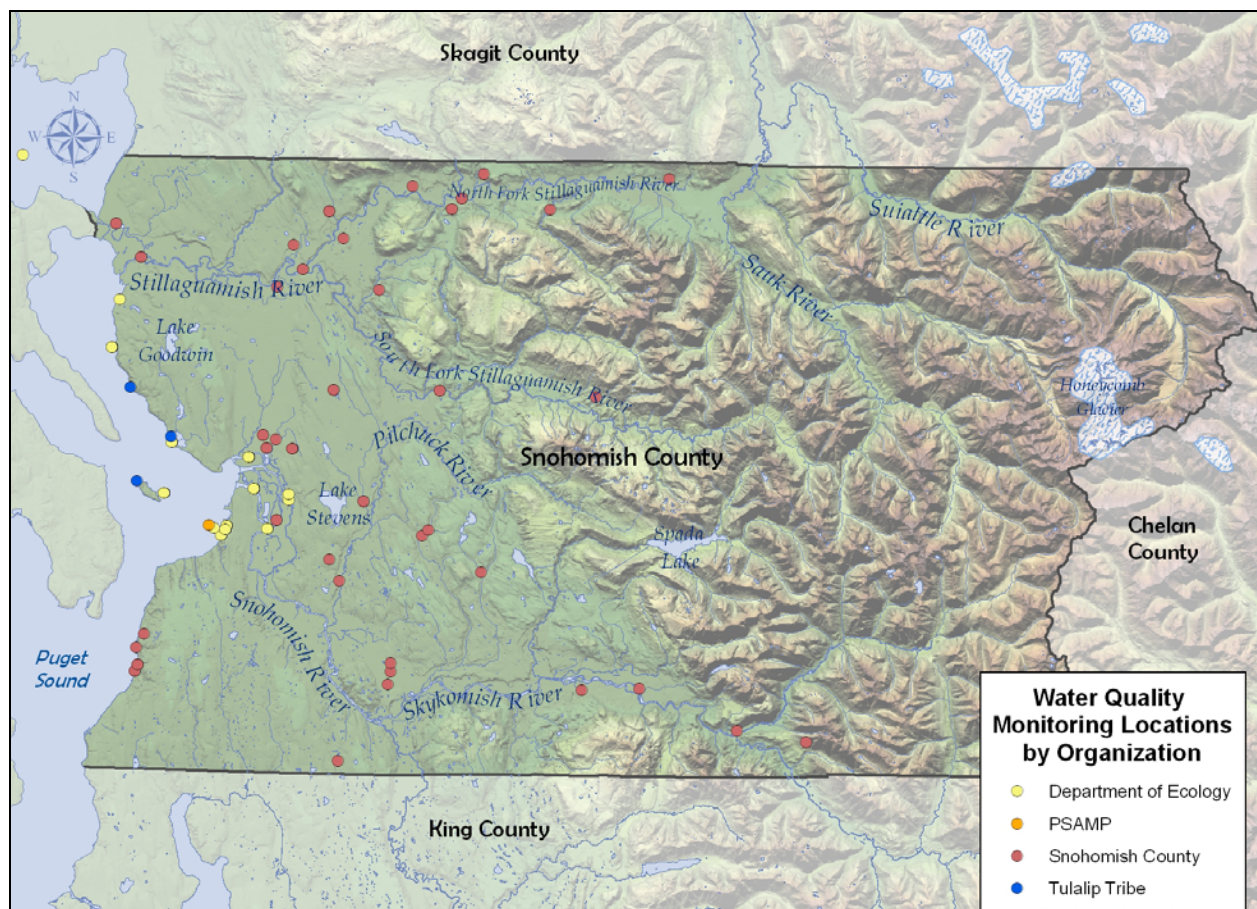 Skagit County
N
W E
S
North Fork Stillaguamish River
Suiattle River
Stillaguamish River
Sauk River
Lake
Goodwin
South Fork Stillaguamish River
Honeycomb
Glacier
Pilchuck River
Snohomish County
Lake
Stevens
Spada
Lake
Chelan
County
Snohomish River
Puget
Sound
Skykomish River
King County
Water Quality
Monitoring Locations
by Organization
Department of Ecology
PSAMP
Snohomish County
Tulalip Tribe